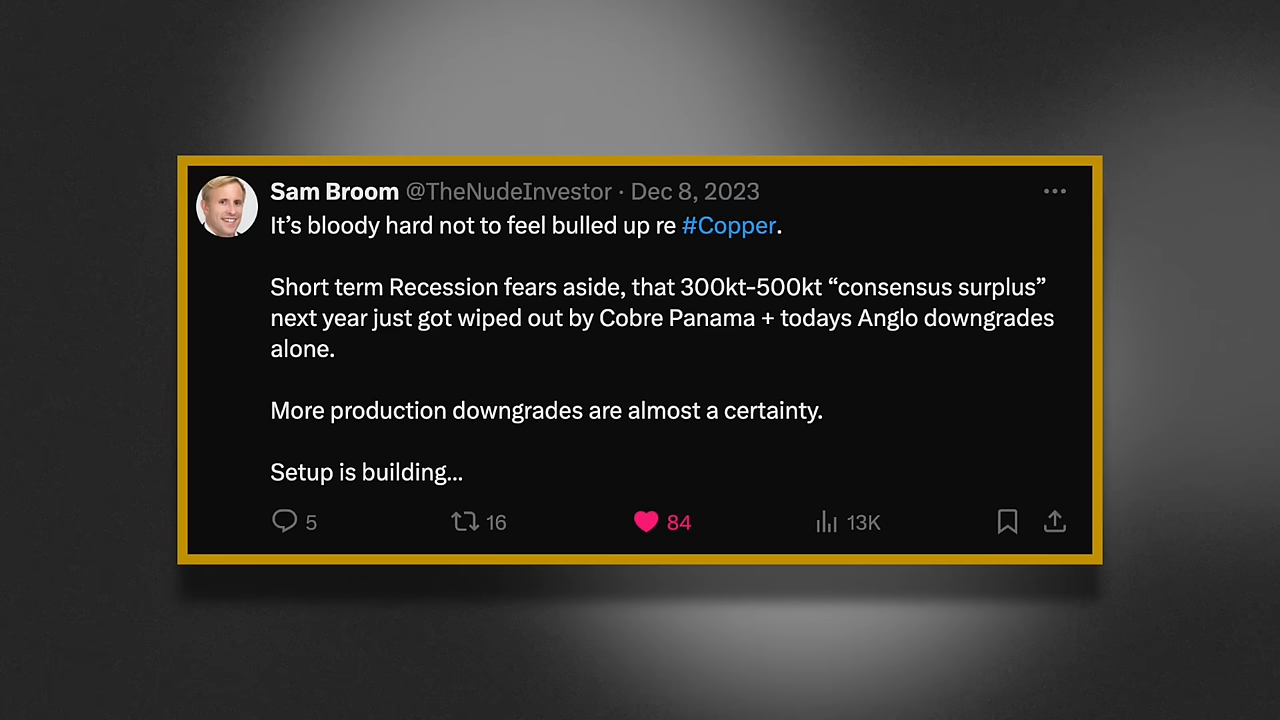 Sam Broom @TheNudeInvestor · Dec 8, 2023
It’s bloody hard not to feel bulled up re #Copper.
Short term Recession fears aside, that 300kt-500kt “consensus surplus”
next year just got wiped out by Cobre Panama + todays Anglo downgrades
alone.
More production downgrades are almost a certainty.
Setup is building...
5 16 84 13K